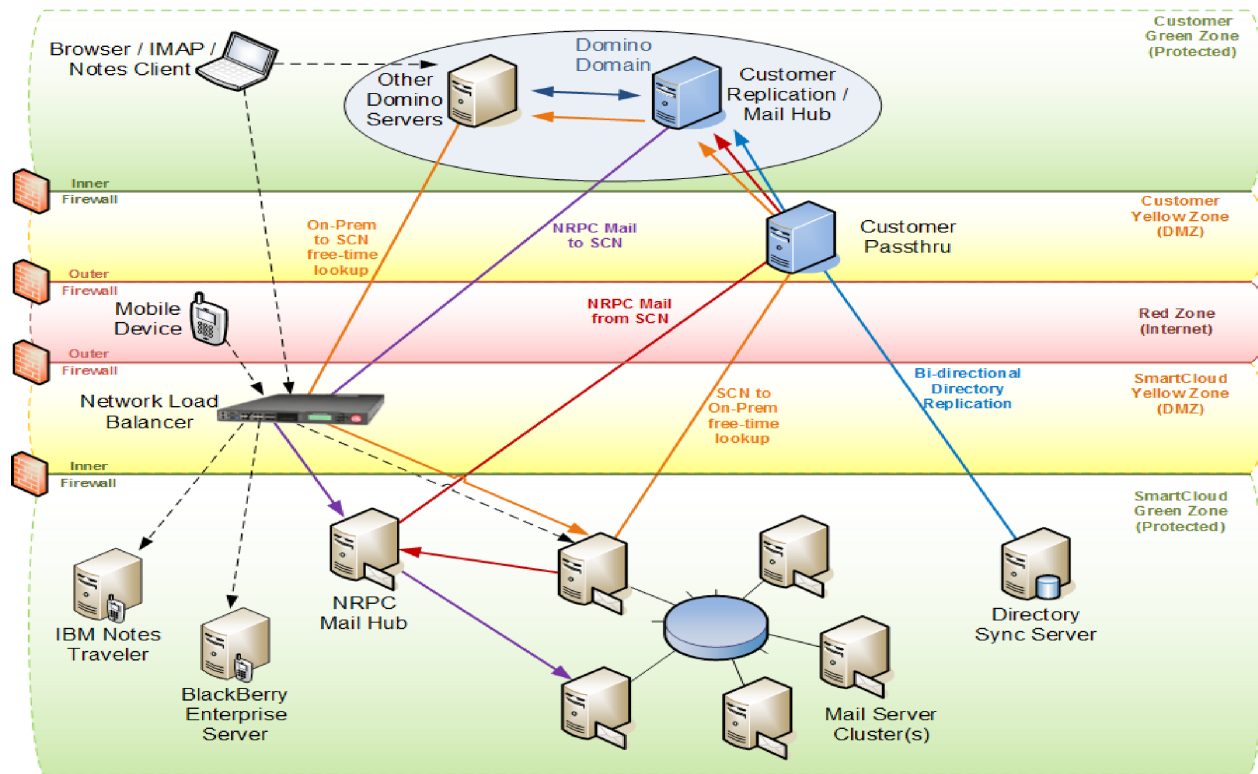 Customer
Green Zone
(Protected)
Browser / IMAP /
Notes Client
Domino
Domain
Other
Domino
Servers
Customer
Replication /
Mail Hub
Inner
Firewall
Customer
Yellow Zone
(DMZ)
On-Prem
to SCN
free-time
lookup
NRPC Mail
to SCN
Customer
Passthru
Outer
Firewall
Mobile
Device
NRPC Mail
from SCN
Red Zone
(Internet)
Outer
Firewall
Network Load
Balancer
SCN to
On-Prem
free-time
lookup
Bi-directional
Directory
Replication
SmartCloud
Yellow Zone
(DMZ)
Inner
Firewall
SmartCloud
Green Zone
(Protected)
IBM Notes
Traveler
BlackBerry
Enterprise
Server
NRPC
Mail Hub
Directory
Sync Server
Mail Server
Cluster(s)